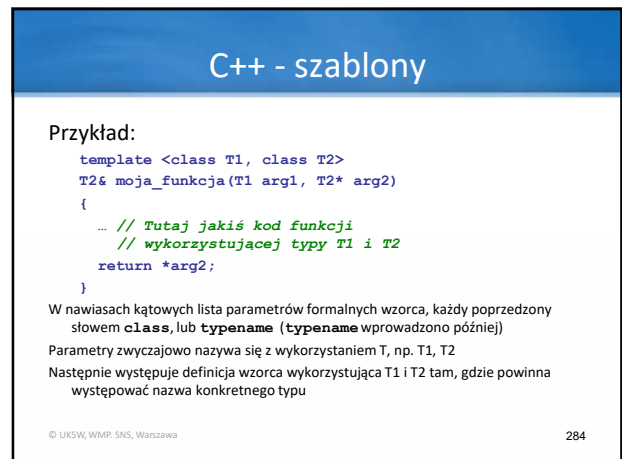 C++ - szablony
Przykład:
template <class T1, class T2>
T2& moja_funkcja(T1 arg1, T2* arg2)
{
… // Tutaj jakiś kod funkcji
// wykorzystującej typy T1 i T2
return *arg2;
}
W nawiasach kątowych lista parametrów formalnych wzorca, każdy poprzedzony
słowem class, lub typename (typename wprowadzono później)
Parametry zwyczajowo nazywa się z wykorzystaniem T, np. T1, T2
Następnie występuje definicja wzorca wykorzystująca T1 i T2 tam, gdzie powinna
występować nazwa konkretnego typu
© UKSW, WMP. SNS, Warszawa
284